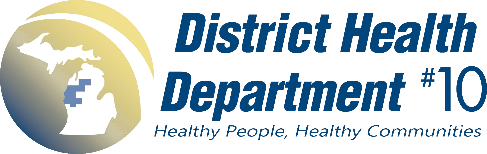 District Health
Department #10
Healthy People, Healthy Communities